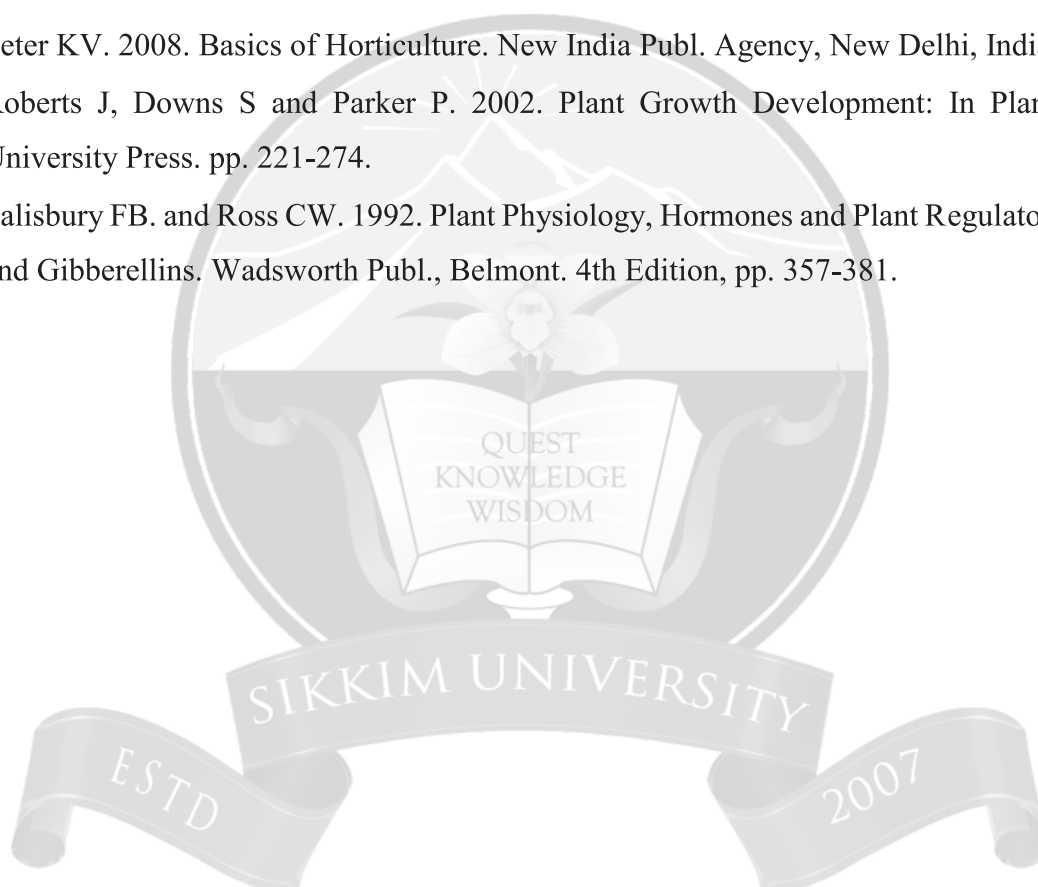 eter KV. 2008. Basics of Horticulture. New India Publ. Agency, New Delhi, India
Roberts J, Downs S and Parker P. 2002. Plant Growth Development: In Plan
University Press. pp. 221-274.
alisbury FB. and Ross CW. 1992. Plant Physiology, Hormones and Plant Regulato
nd Gibberellins. Wadsworth Publ., Belmont. 4th Edition, pp. 357-381.
QUEST
KNOWLEDGE
WISDOM
SIKKIM UNIVERSITY
ESTD
2007